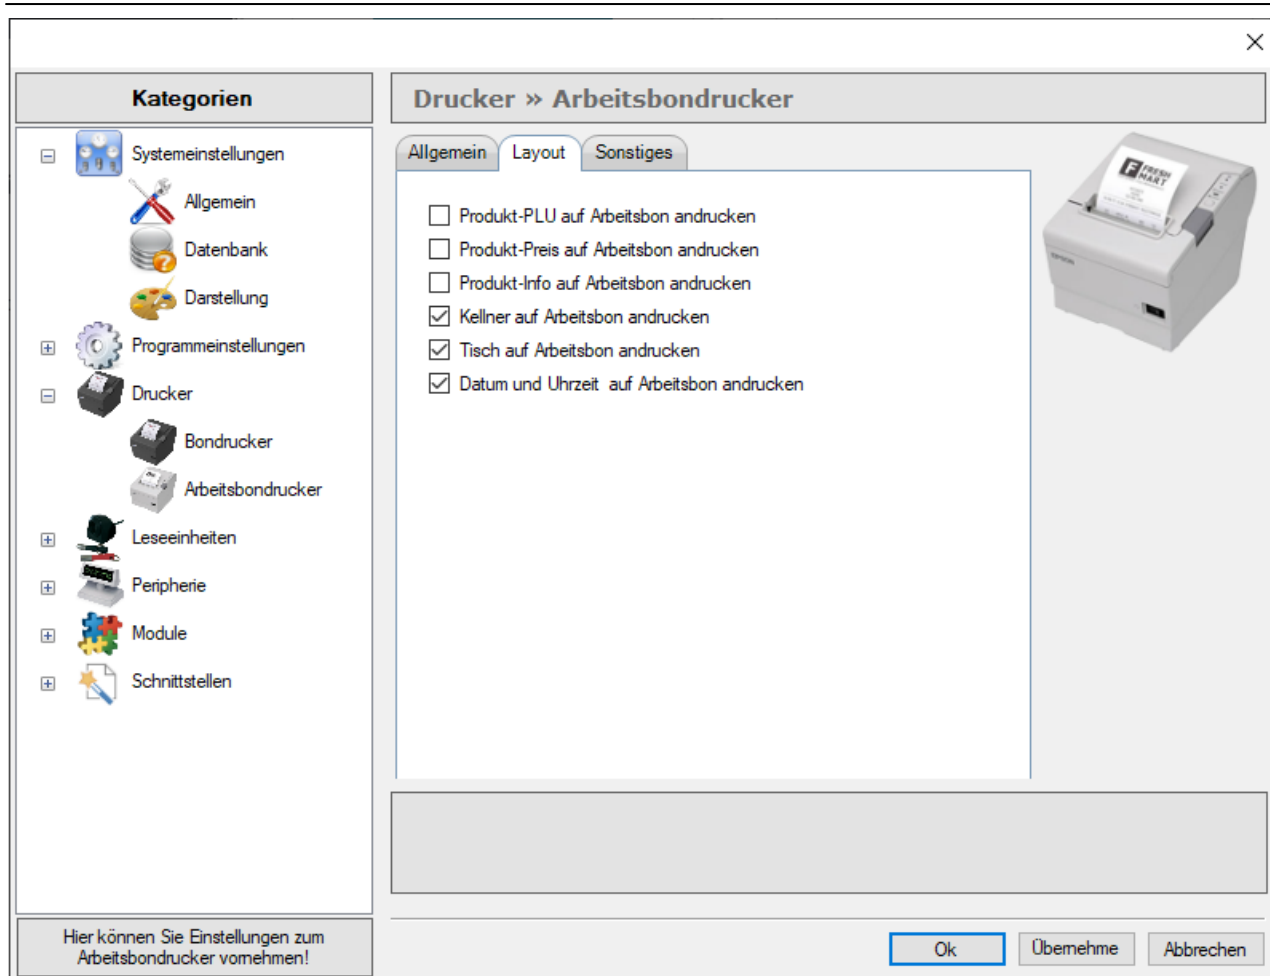 Kategorien
Drucker » Arbeitsbondrucker
Systemeinstellungen
Allgemein
Datenbank
Darstellung
Programmeinstellungen
Drucker
Bondrucker
Arbeitsbondrucker
Leseeinheiten
Peripherie
Module
Schnittstellen
Hier können Sie Einstellungen zum
Arbeitsbondrucker vornehmen!
Allgemein Layout Sonstiges
Produkt-PLU auf Arbeitsbon andrucken
Produkt-Preis auf Arbeitsbon andrucken
Produkt-Info auf Arbeitsbon andrucken
Kellner auf Arbeitsbon andrucken
Tisch auf Arbeitsbon andrucken
Datum und Uhrzeit auf Arbeitsbon andrucken
FRESH
MART
EPSON
Ok Übernehme Abbrechen